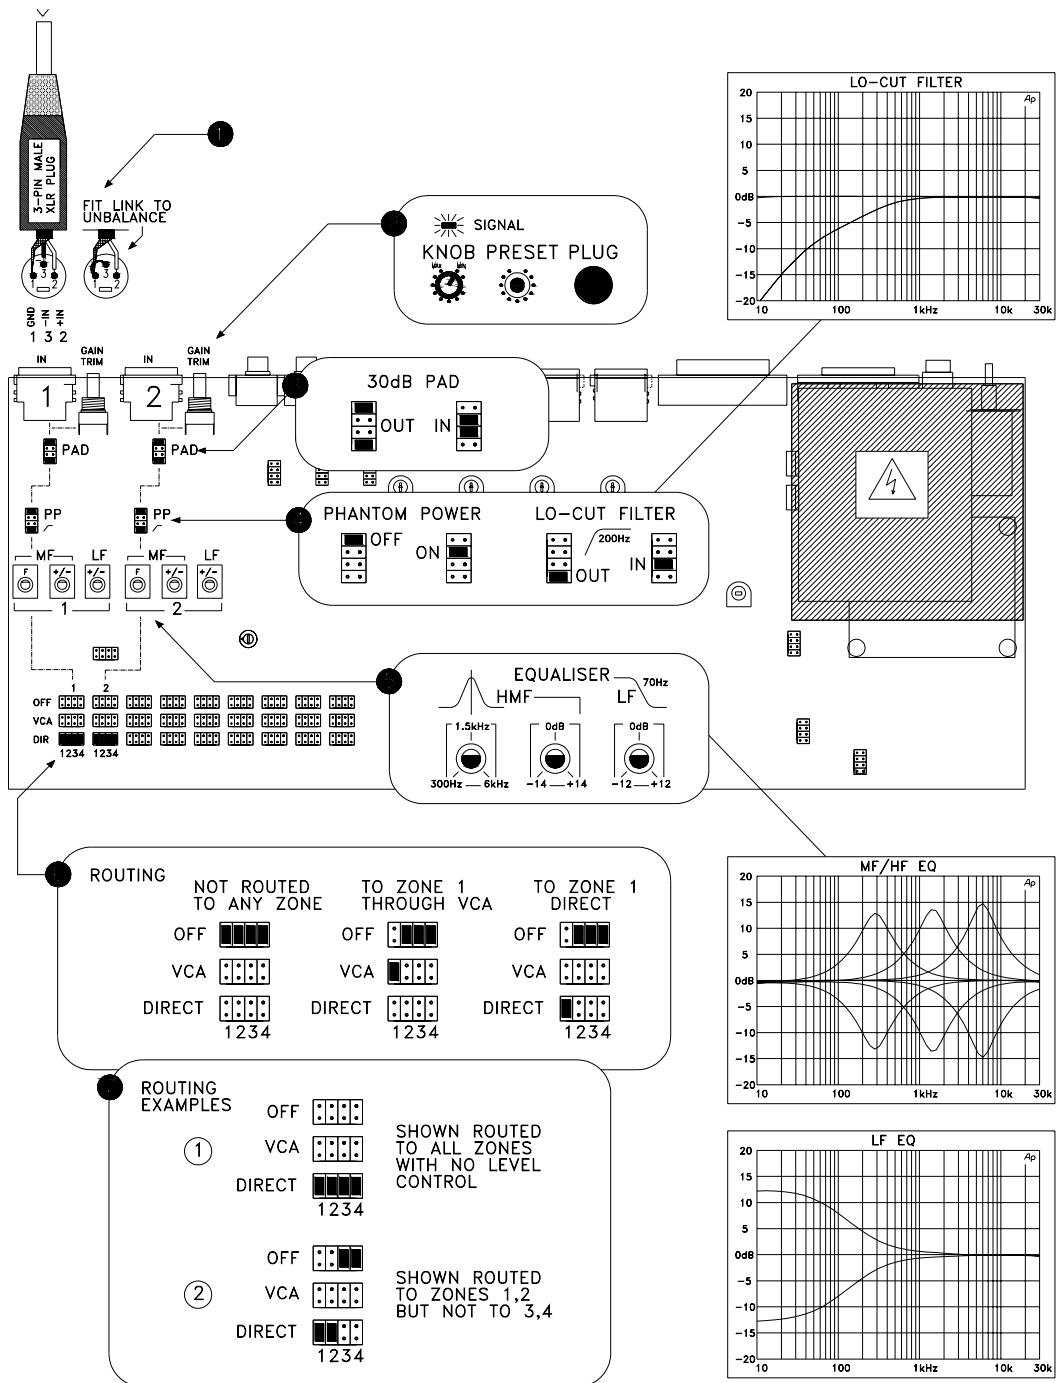 3-PIN MALE
XLR PLUG
1
FIT LINK TO
UNBALANCE
3
1
2
3
1
2
GND
-IN
+IN
1 3 2
SIGNAL
KNOB PRESET PLUG
MAX
MIN
LO-CUT FILTER
Ap
20
15
10
5
0dB
-5
-10
-15
-20
10
100
1kHz
10k
30k
IN
GAIN
TRIM
IN
GAIN
TRIM
1
2
PAD
PAD
30dB PAD
OUT
IN
PP
PP
PHANTOM POWER
OFF
ON
LO-CUT FILTER
200Hz
OUT
IN
MF
LF
MF
LF
F
+/-
+/-
F
+/-
+/-
1
2
EQUALISER
70Hz
HMF
LF
1.5kHz
0dB
0dB
300Hz
6kHz
-14
+14
-12
+12
1
2
OFF
VCA
DIR
1234
1234
ROUTING
NOT ROUTED
TO ANY ZONE
TO ZONE 1
THROUGH VCA
TO ZONE 1
DIRECT
OFF
OFF
OFF
VCA
VCA
VCA
DIRECT
DIRECT
DIRECT
1234
1234
1234
MF/HF EQ
Ap
20
15
10
5
0dB
-5
-10
-15
-20
10
100
1kHz
10k
30k
ROUTING
EXAMPLES
1
OFF
VCA
DIRECT
1234
SHOWN ROUTED
TO ALL ZONES
WITH NO LEVEL
CONTROL
2
OFF
VCA
DIRECT
1234
SHOWN ROUTED
TO ZONES 1,2
BUT NOT TO 3,4
LF EQ
Ap
20
15
10
5
0dB
-5
-10
-15
-20
10
100
1kHz
10k
30k